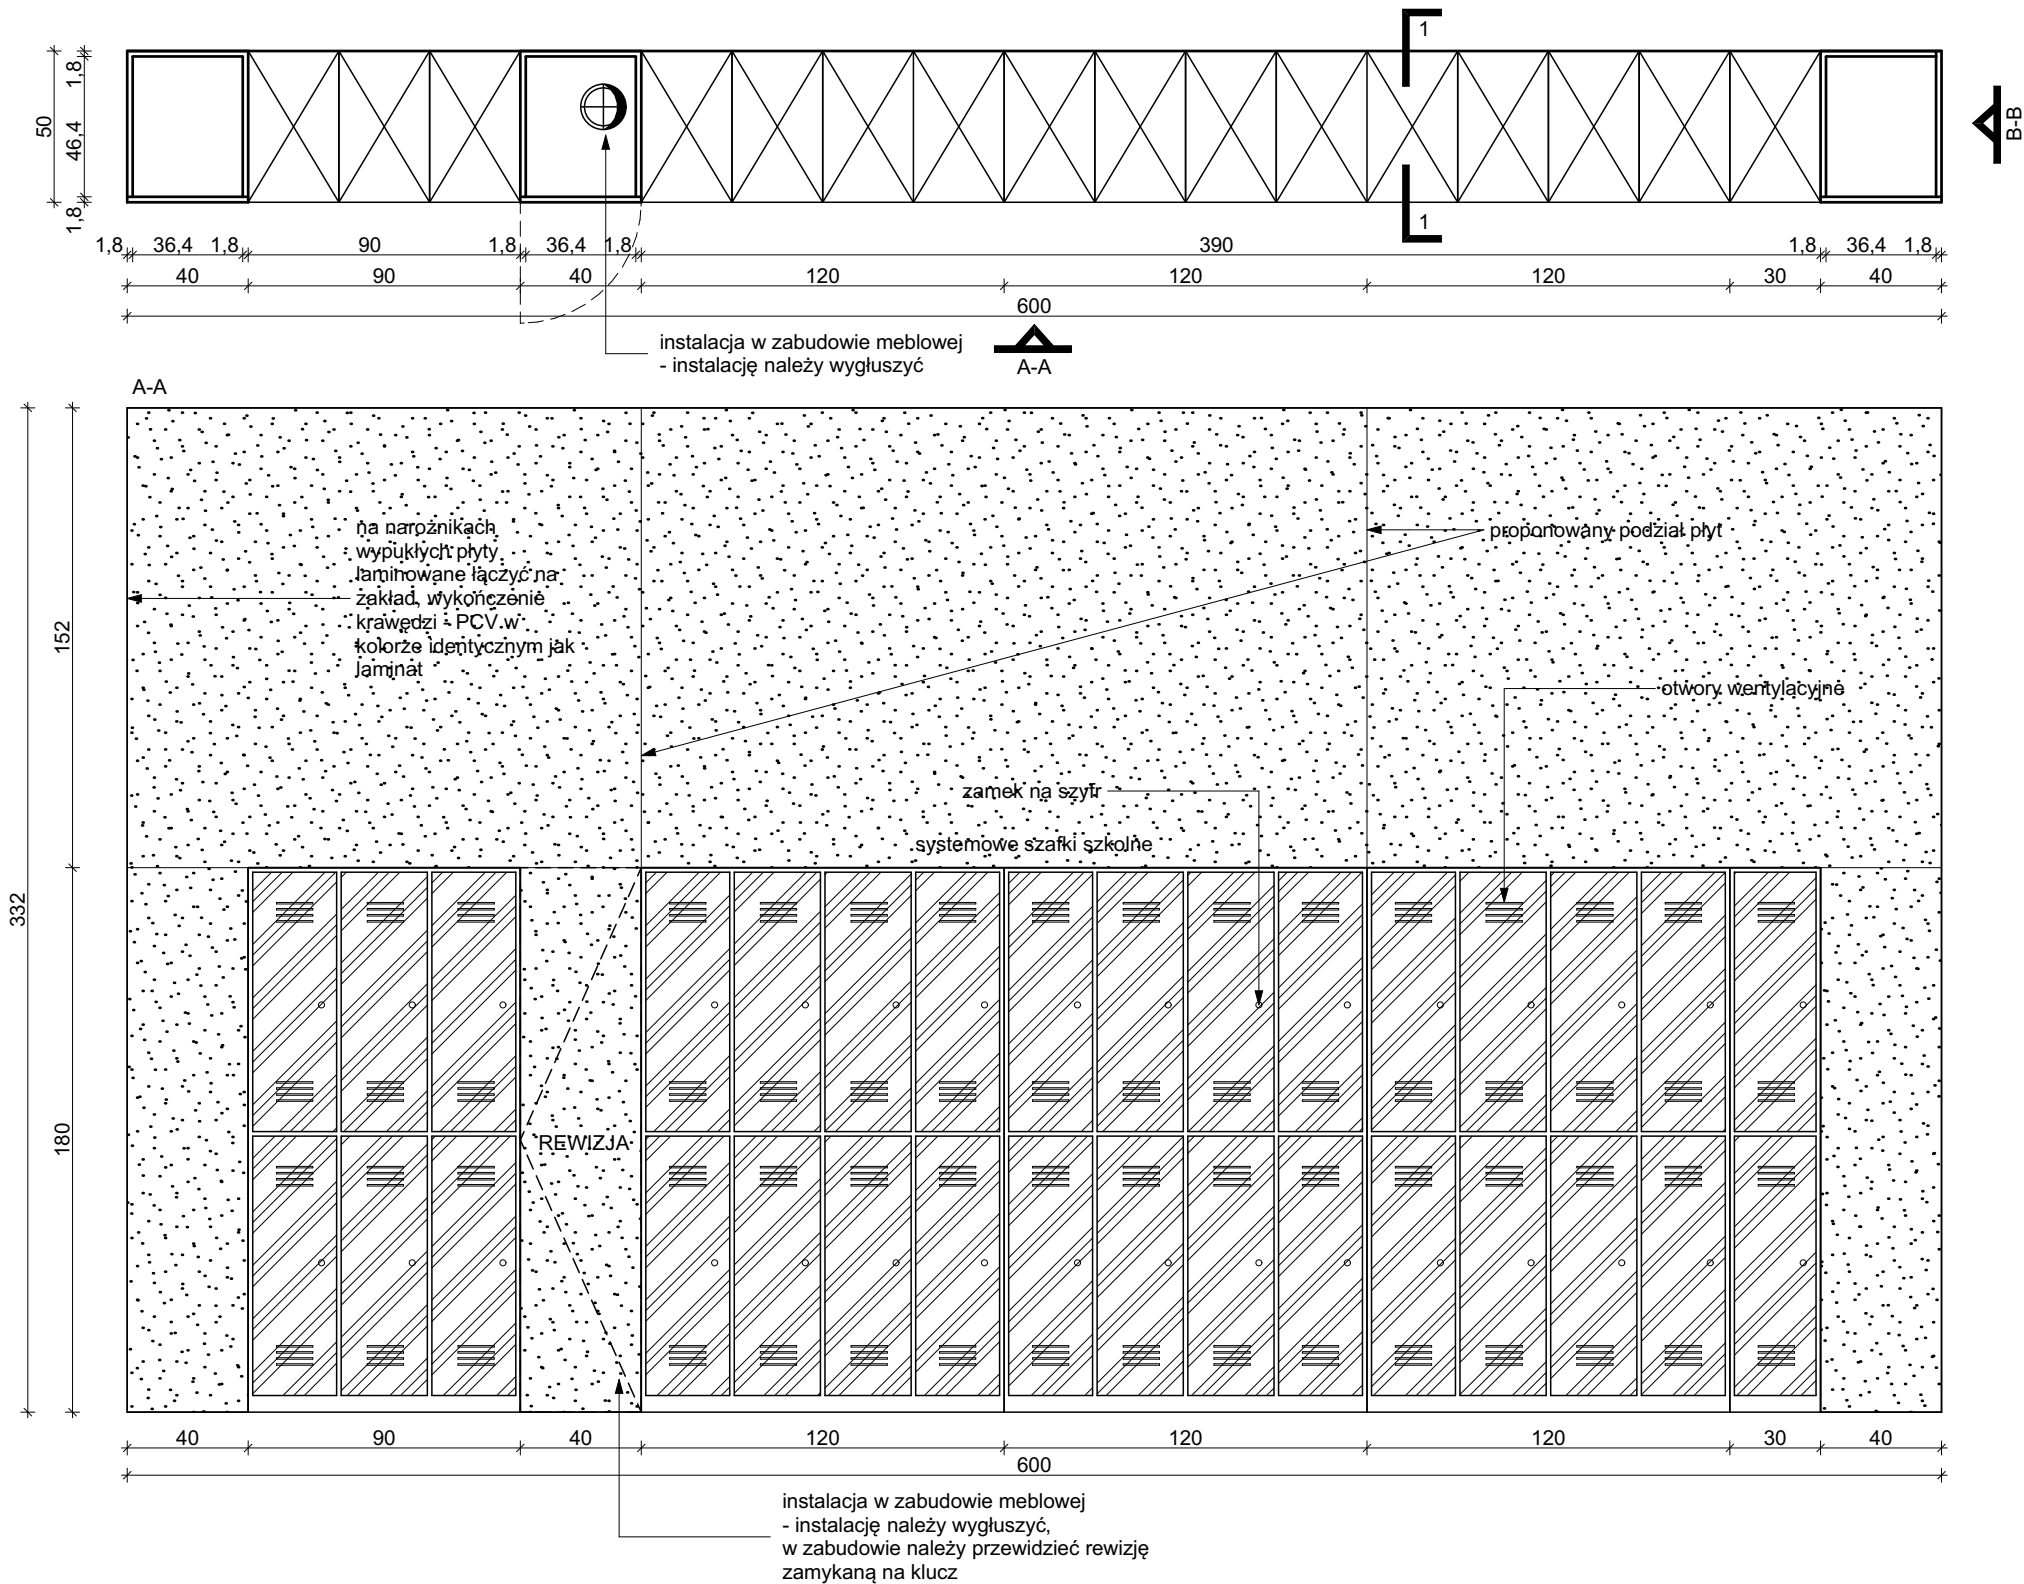 1
1,8
46,4
1,8
50
B-B
1
1,8 36,4 1,8 90 1,8 36,4 1,8 390 1,8 36,4 1,8
40 90 40 120 120 120 30 40
600
instalacja w zabudowie meblowej
- instalację należy wygłuszyć
A-A
A-A
na narożnikach
wypukłych płyty
laminowane łączyć na
zakład, wykończenie
krawędzi - PCV w
kolorze identycznym jak
laminat
proponowany podział płyt
otwory wentylacyjne
zamek na szyfr
systemowe szafki szkolne
152
332
180
REWIZJA
40 90 40 120 120 120 30 40
600
instalacja w zabudowie meblowej
- instalację należy wygłuszyć,
w zabudowie należy przewidzieć rewizję
zamykaną na klucz